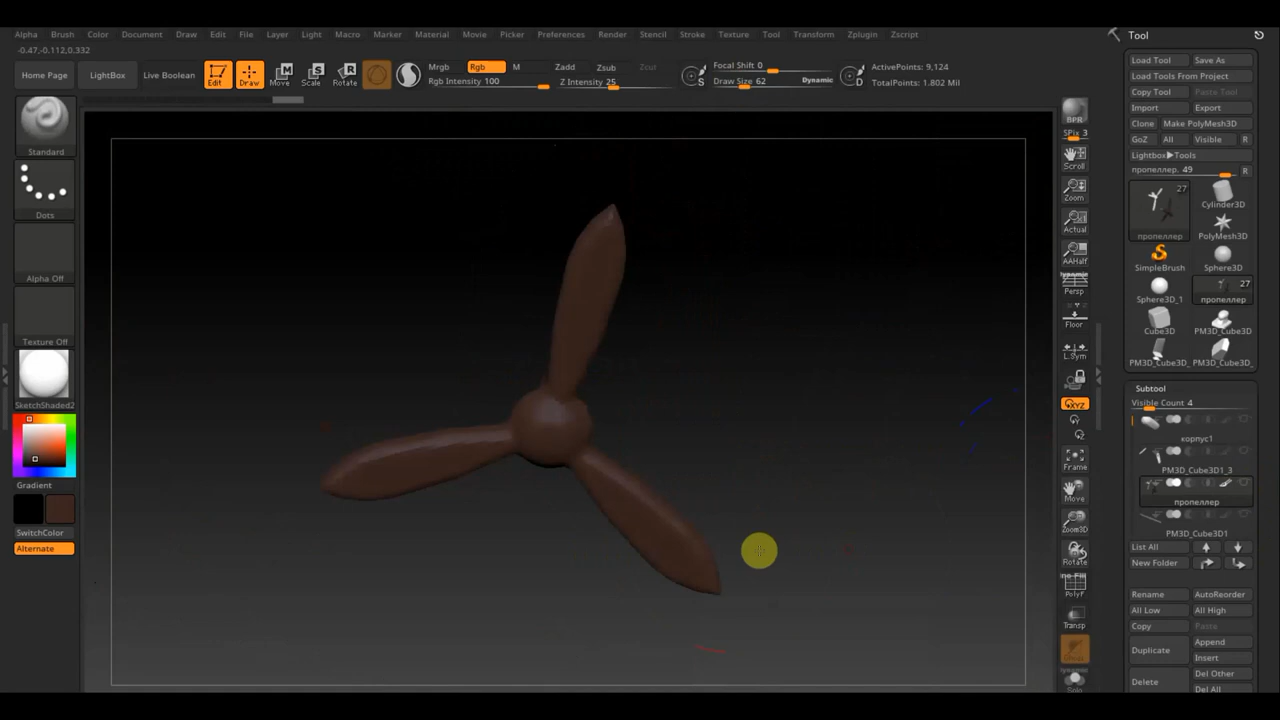 Alpha Brush Color Document Draw Edit File Layer Light Macro Marker Material Movie Picker Preferences Render Stencil Stroke Texture Tool Transform Zplugin Zscript
Tool
-0.47,-0.112,0.332
Home Page LightBox Live Boolean Edit Draw Move Scale Rotate
Mrgb Rgb M Zadd Zsub Zcut
Rgb Intensity 100 Z Intensity 25
Focal Shift 0
Draw Size 62 Dynamic
S D
ActivePoints: 9,124
TotalPoints: 1.802 Mil
Load Tool Save As
Load Tools From Project
Copy Tool Paste Tool
Import Export
Clone Make PolyMesh3D
GoZ All Visible R
Lightbox▶Tools
пропеллер. 49 R
27
пропеллер Cylinder3D
PolyMesh3D
SimpleBrush Sphere3D
Sphere3D_1 27 пропеллер
Cube3D PM3D_Cube3D
PM3D_Cube3D_ PM3D_Cube3D_
Subtool
Visible Count 4
корпус1
PM3D_Cube3D1_3
пропеллер
PM3D_Cube3D1
List All
New Folder
Rename AutoReorder
All Low All High
Copy Paste
Duplicate Append
Insert
Delete Del Other
Del All
Standard
Dots
Alpha Off
Texture Off
SketchShaded2
Gradient
SwitchColor
Alternate
BPR
SPix 3
Scroll
Zoom
Actual
AAHalf
Dynamic
Persp
Floor
L.Sym
XYZ
Y
Z
Frame
Move
Zoom3D
Rotate
PolyF
Transp
Solo